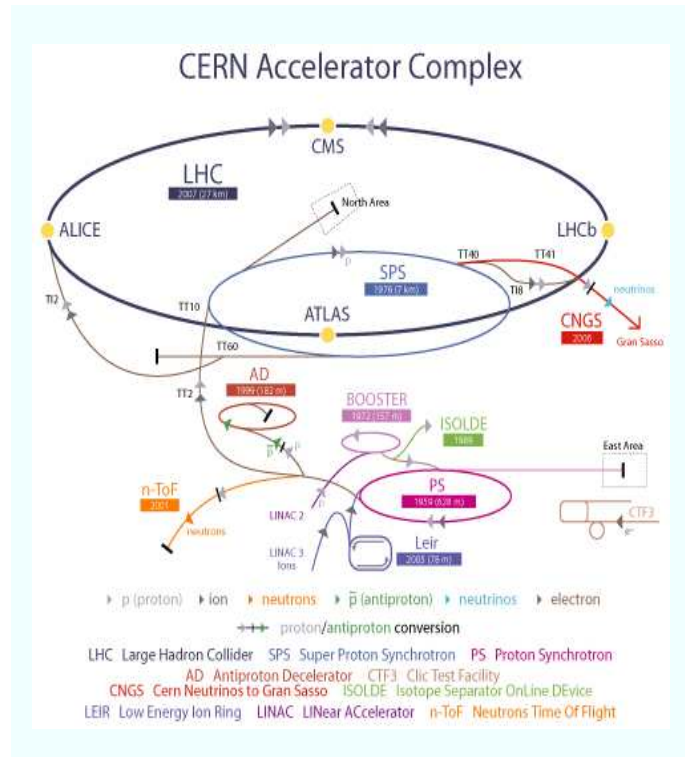 CERN Accelerator Complex
CMS
LHC
2007 (27 km)
North Area
ALICE
LHCb
TT40
TT41
p
SPS
1976 (7 km)
TI8
neutrinos
TI2
TT10
ATLAS
CNGS
2006
Gran Sasso
TT60
AD
1999 (182 m)
TT2
BOOSTER
1972 (157 m)
ISOLDE
1989
p̅
p
East Area
n-ToF
2001
PS
1959 (628 m)
LINAC 2
p
CTF3
e-
neutrons
LINAC 3
Ions
Leir
2005 (78 m)
p (proton) ion neutrons p̅ (antiproton) neutrinos electron
proton/antiproton conversion
LHC Large Hadron Collider SPS Super Proton Synchrotron PS Proton Synchrotron
AD Antiproton Decelerator CTF3 Clic Test Facility
CNGS Cern Neutrinos to Gran Sasso ISOLDE Isotope Separator OnLine DEvice
LEIR Low Energy Ion Ring LINAC LINear ACcelerator n-ToF Neutrons Time Of Flight